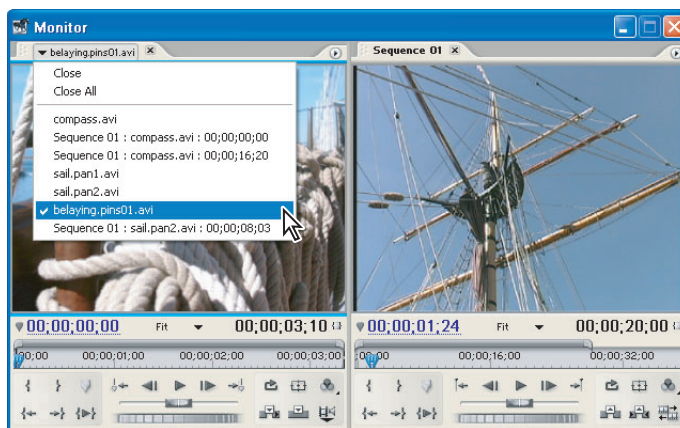 Monitor
belaying.pins01.avi
Sequence 01
Close
Close All
compass.avi
Sequence 01 : compass.avi : 00;00;00;00
Sequence 01 : compass.avi : 00;00;16;20
sail.pan1.avi
sail.pan2.avi
belaying.pins01.avi
Sequence 01 : sail.pan2.avi : 00;00;08;03
00;00;00;00 Fit 00;00;03;10
00;00;01;24 Fit 00;00;20;00
00;00 00;00;01;00 00;00;02;00 00;00;03;00
00;00;16;00 00;00;32;00